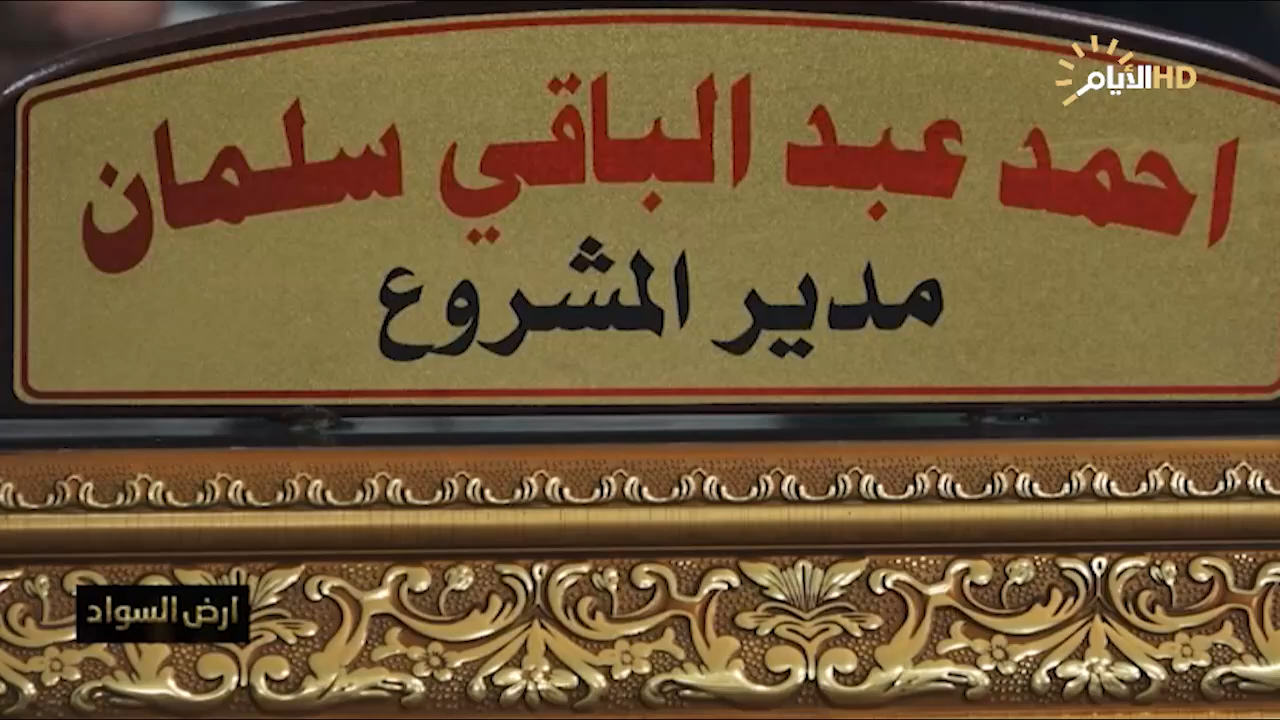 الأيام HD
احمد عبد الباقي سلمان
مدير المشروع
ارض السواد